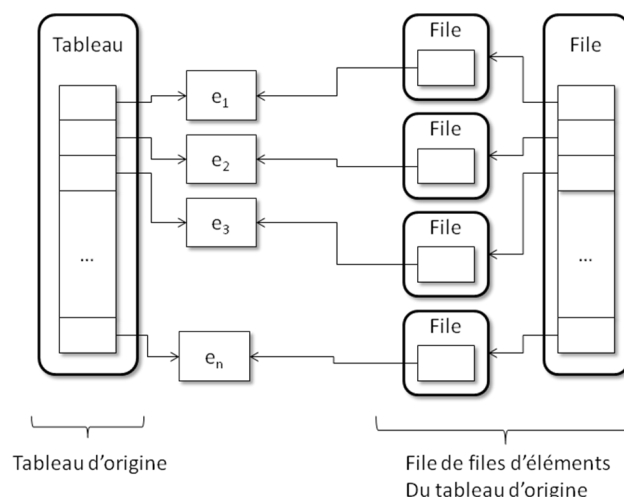 Tableau
File
File
e1
File
e2
File
e3
...
...
File
en
Tableau d'origine
File de files d'éléments
Du tableau d'origine